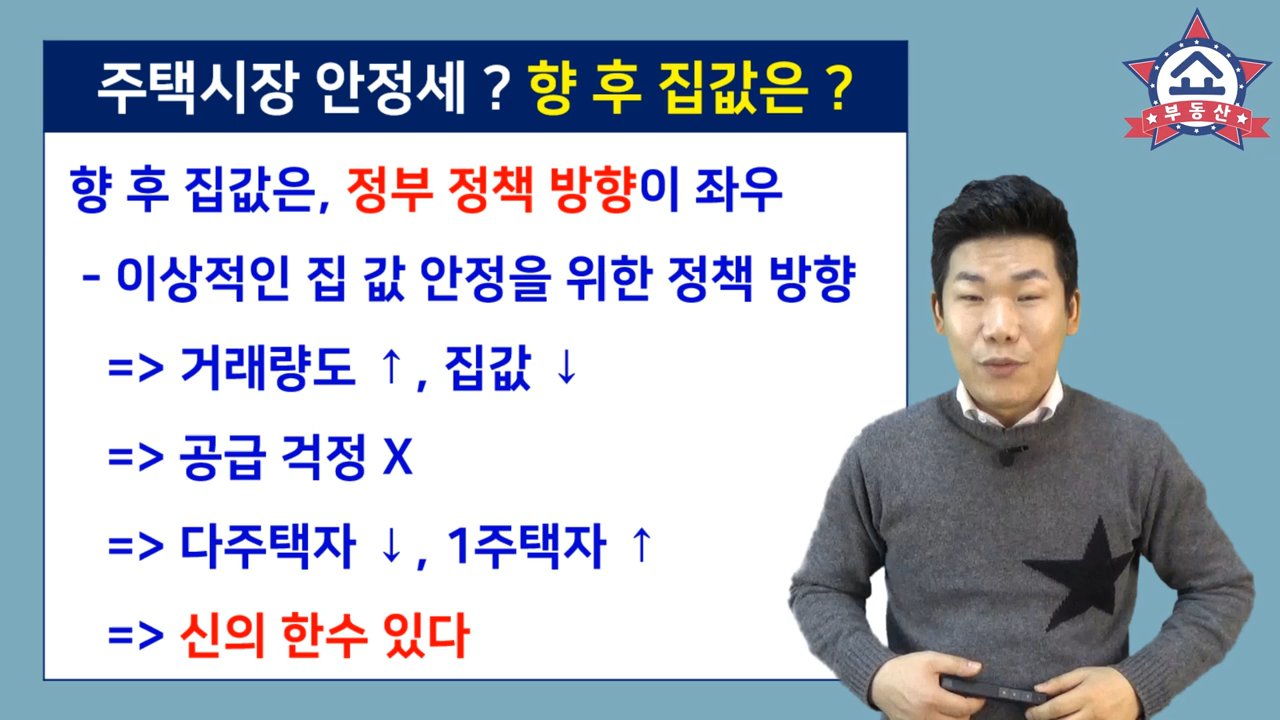 주택시장 안정세 ? 향 후 집값은 ?
부동산
향 후 집값은, 정부 정책 방향이 좌우
- 이상적인 집 값 안정을 위한 정책 방향
=> 거래량도 ↑, 집값 ↓
=> 공급 걱정 X
=> 다주택자 ↓, 1주택자 ↑
=> 신의 한수 있다